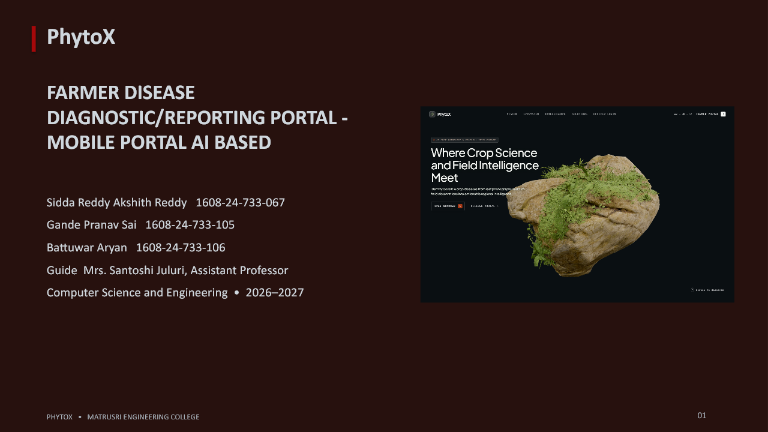 PhytoX
FARMER DISEASE
DIAGNOSTIC/REPORTING PORTAL -
MOBILE PORTAL AI BASED
Sidda Reddy Akshith Reddy 1608-24-733-067
Gande Pranav Sai 1608-24-733-105
Battuwar Aryan 1608-24-733-106
Guide Mrs. Santoshi Juluri, Assistant Professor
Computer Science and Engineering • 2026–2027
Where Crop Science
and Field Intelligence
Meet
PHYTOX • MATRUSRI ENGINEERING COLLEGE
01